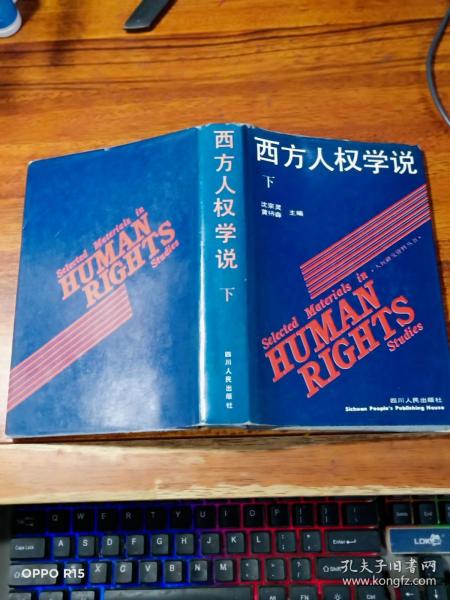 西方人权学说
下
沈宗灵
黄枬森 主编
·人权研究资料丛书·
Selected Materials in
HUMAN
RIGHTS
Studies
四川人民出版社
Sichuan People's Publishing House
西方人权学说
下
四川人民出版社
Selected Materials in
HUMAN
RIGHTS
Studies
OPPO R15
孔夫子旧书网
kongfz.com